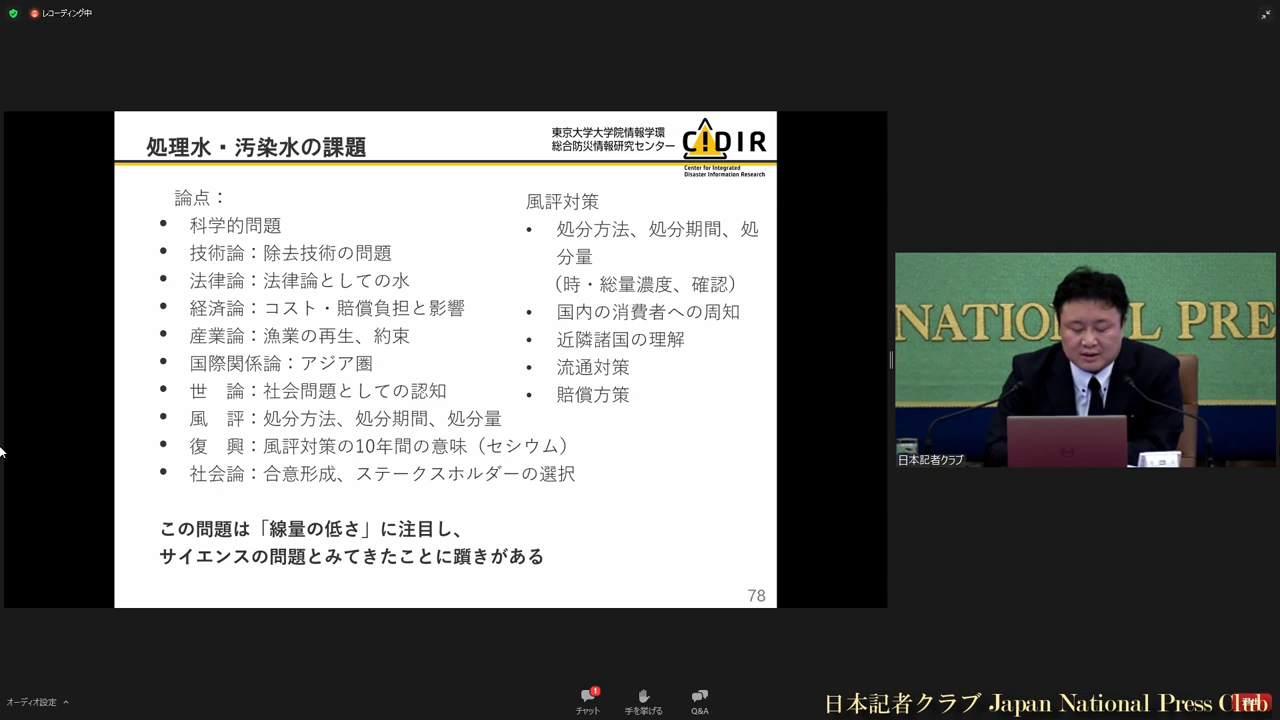 レコーディング中
処理水・汚染水の課題
東京大学大学院情報学環
総合防災情報研究センター
C!DIR
Center for Integrated
Disaster Information Research
論点：
• 科学的問題
• 技術論：除去技術の問題
• 法律論：法律論としての水
• 経済論：コスト・賠償負担と影響
• 産業論：漁業の再生、約束
• 国際関係論：アジア圏
• 世　論：社会問題としての認知
• 風　評：処分方法、処分期間、処分量
• 復　興：風評対策の10年間の意味（セシウム）
• 社会論：合意形成、ステークスホルダーの選択
風評対策
• 処分方法、処分期間、処
分量
（時・総量濃度、確認）
• 国内の消費者への周知
• 近隣諸国の理解
• 流通対策
• 賠償方策
この問題は「線量の低さ」に注目し、
サイエンスの問題とみてきたことに躓きがある
78
NATIONAL PRE
日本記者クラブ
オーディオ設定
1
チャット
手を挙げる
Q&A
日本記者クラブ Japan National Press Club